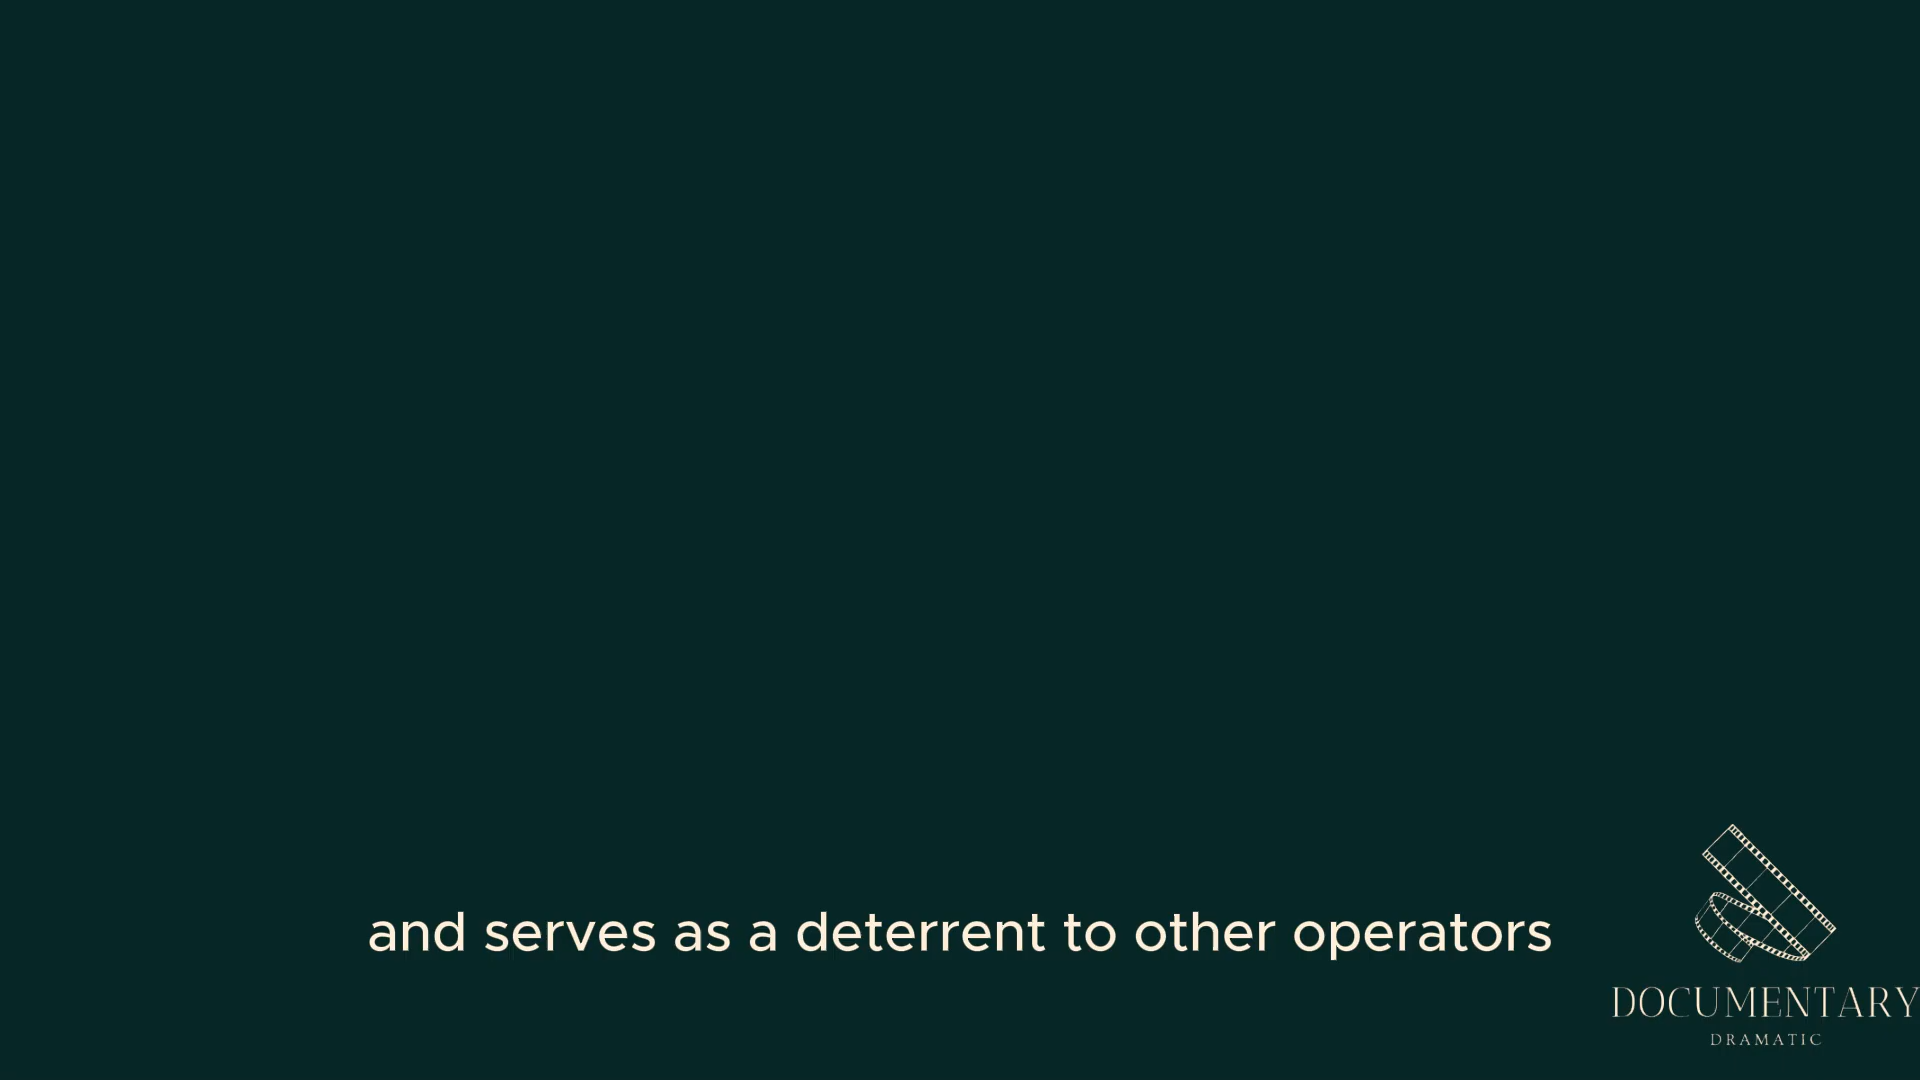 and serves as a deterrent to other operators
DOCUMENTARY
DRAMATIC